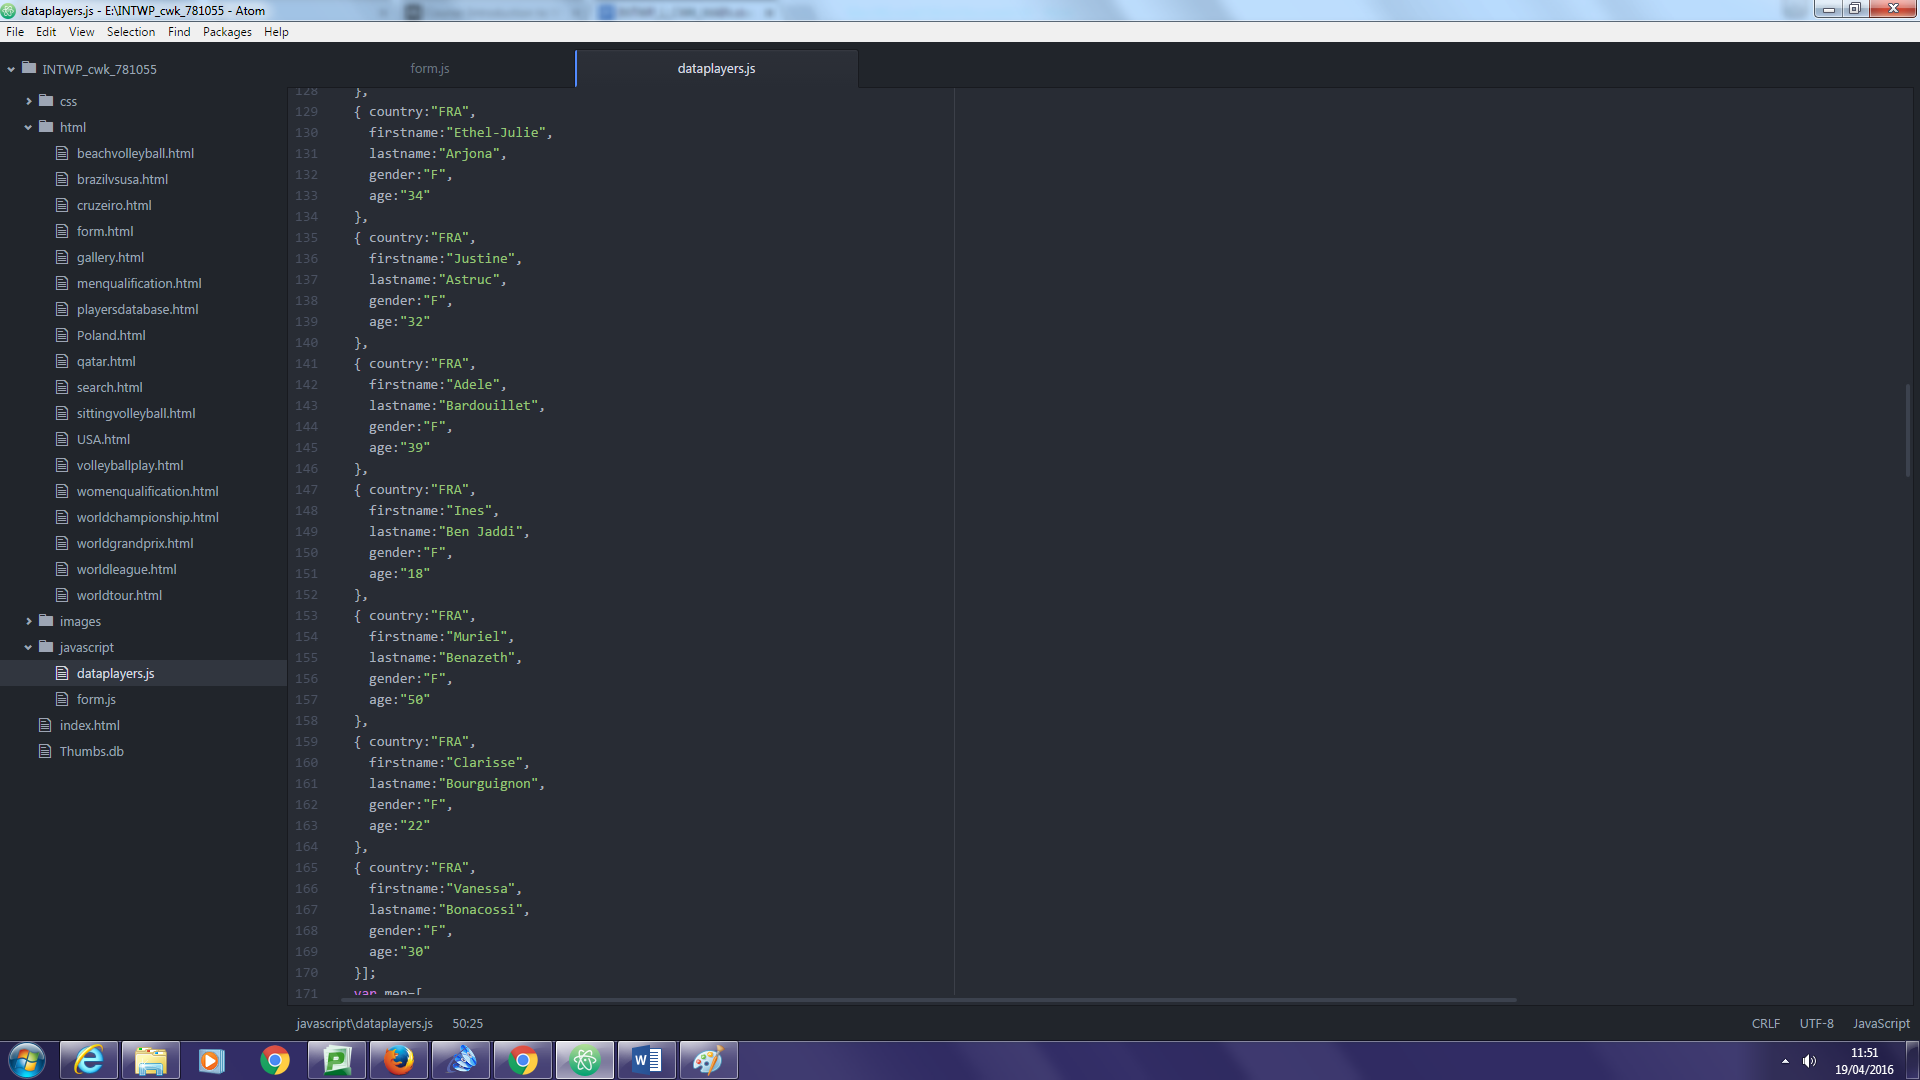 dataplayers.js - E:\INTWP_cwk_781055 - Atom
File Edit View Selection Find Packages Help
INTWP_cwk_781055
css
html
beachvolleyball.html
brazilvsusa.html
cruzeiro.html
form.html
gallery.html
menqualification.html
playersdatabase.html
Poland.html
qatar.html
search.html
sittingvolleyball.html
USA.html
volleyballplay.html
womenqualification.html
worldchampionship.html
worldgrandprix.html
worldleague.html
worldtour.html
images
javascript
dataplayers.js
form.js
index.html
Thumbs.db
form.js dataplayers.js
128 },
129 { country:"FRA",
130 firstname:"Ethel-Julie",
131 lastname:"Arjona",
132 gender:"F",
133 age:"34"
134 },
135 { country:"FRA",
136 firstname:"Justine",
137 lastname:"Astruc",
138 gender:"F",
139 age:"32"
140 },
141 { country:"FRA",
142 firstname:"Adele",
143 lastname:"Bardouillet",
144 gender:"F",
145 age:"39"
146 },
147 { country:"FRA",
148 firstname:"Ines",
149 lastname:"Ben Jaddi",
150 gender:"F",
151 age:"18"
152 },
153 { country:"FRA",
154 firstname:"Muriel",
155 lastname:"Benazeth",
156 gender:"F",
157 age:"50"
158 },
159 { country:"FRA",
160 firstname:"Clarisse",
161 lastname:"Bourguignon",
162 gender:"F",
163 age:"22"
164 },
165 { country:"FRA",
166 firstname:"Vanessa",
167 lastname:"Bonacossi",
168 gender:"F",
169 age:"30"
170 }];
171 var men=[
javascript\dataplayers.js 50:25 CRLF UTF-8 JavaScript
11:51
19/04/2016